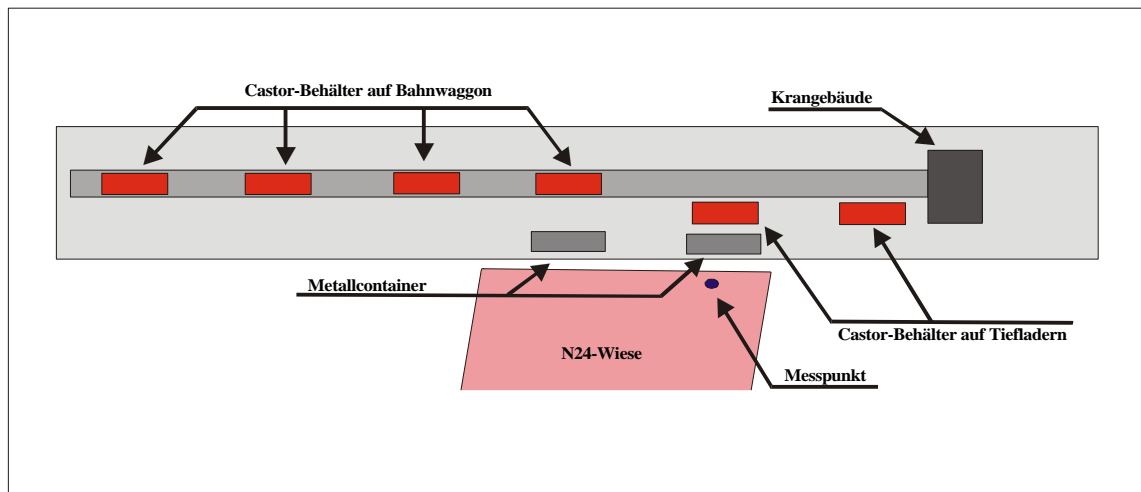 Castor-Behälter auf Bahnwaggon
Krangebäude
Metallcontainer
Castor-Behälter auf Tiefladern
N24-Wiese
Messpunkt